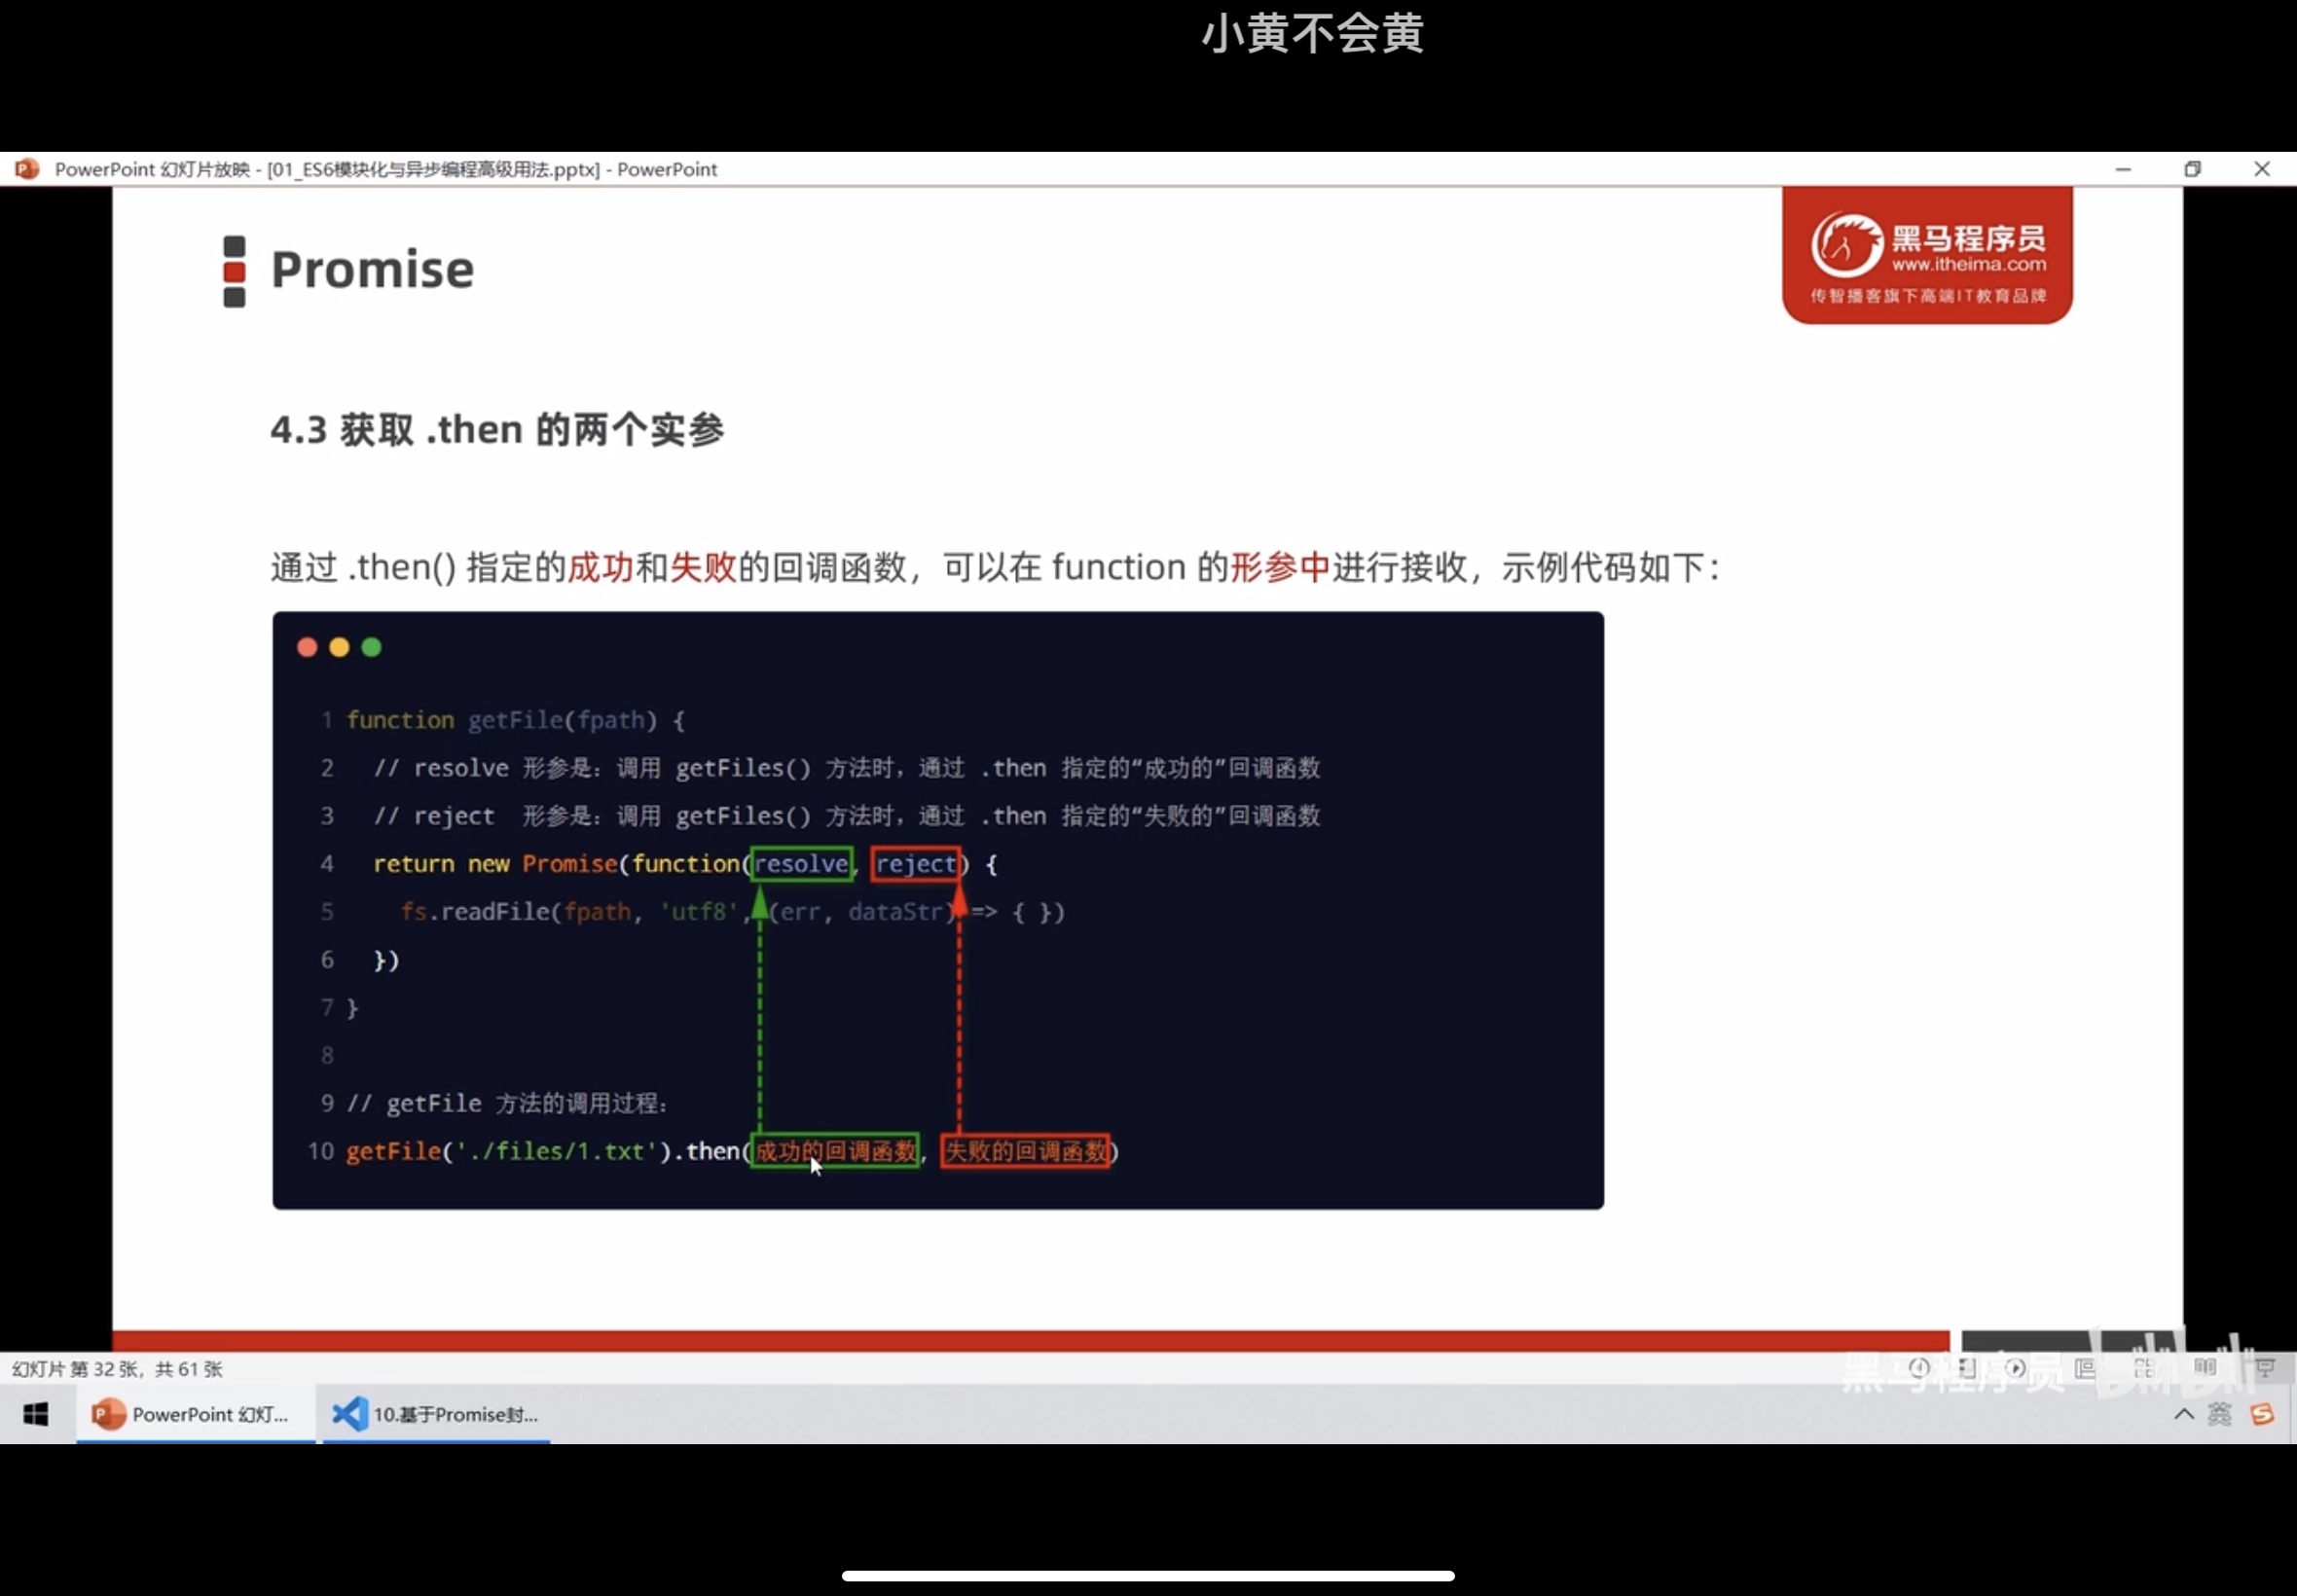 小黄不会黄
PowerPoint 幻灯片放映 - [01_ES6模块化与异步编程高级用法.pptx] - PowerPoint
黑马程序员
www.itheima.com
传智播客旗下高端IT教育品牌
Promise
4.3 获取 .then 的两个实参
通过 .then() 指定的成功和失败的回调函数，可以在 function 的形参中进行接收，示例代码如下：
1 function getFile(fpath) {
2 // resolve 形参是：调用 getFiles() 方法时，通过 .then 指定的“成功的”回调函数
3 // reject 形参是：调用 getFiles() 方法时，通过 .then 指定的“失败的”回调函数
4 return new Promise(function(resolve, reject) {
5 fs.readFile(fpath, 'utf8', (err, dataStr) => { })
6 })
7 }
8
9 // getFile 方法的调用过程：
10 getFile('./files/1.txt').then(成功的回调函数, 失败的回调函数)
幻灯片 第 32 张，共 61 张
黑马程序员 bilibili
PowerPoint 幻灯...
10.基于Promise封...
英